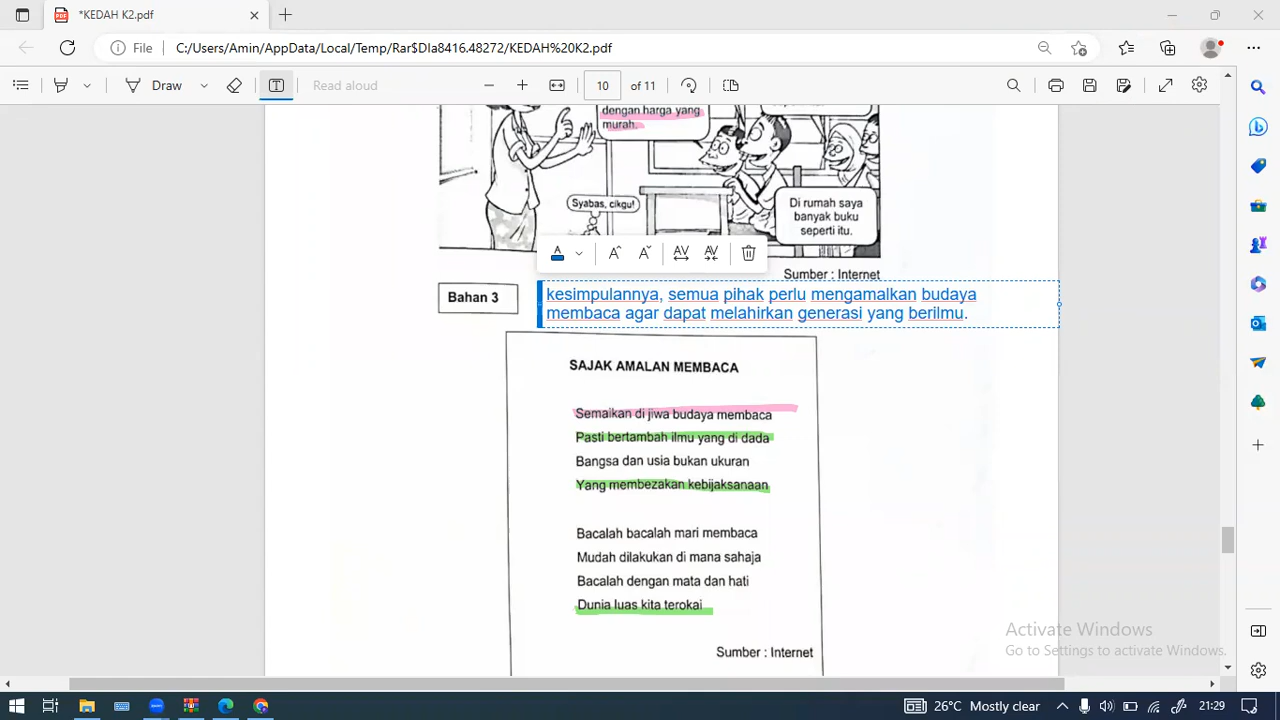 *KEDAH K2.pdf
File
C:/Users/Amin/AppData/Local/Temp/Rar$DIa8416.48272/KEDAH%20K2.pdf
Draw
Read aloud
10
of 11
dengan harga yang
murah.
Syabas, cikgu!
Di rumah saya
banyak buku
seperti itu.
Sumber : Internet
Bahan 3
kesimpulannya, semua pihak perlu mengamalkan budaya
membaca agar dapat melahirkan generasi yang berilmu.
SAJAK AMALAN MEMBACA
Semaikan di jiwa budaya membaca
Pasti bertambah ilmu yang di dada
Bangsa dan usia bukan ukuran
Yang membezakan kebijaksanaan
Bacalah bacalah mari membaca
Mudah dilakukan di mana sahaja
Bacalah dengan mata dan hati
Dunia luas kita terokai
Sumber : Internet
Activate Windows
Go to Settings to activate Windows.
26°C Mostly clear
21:29